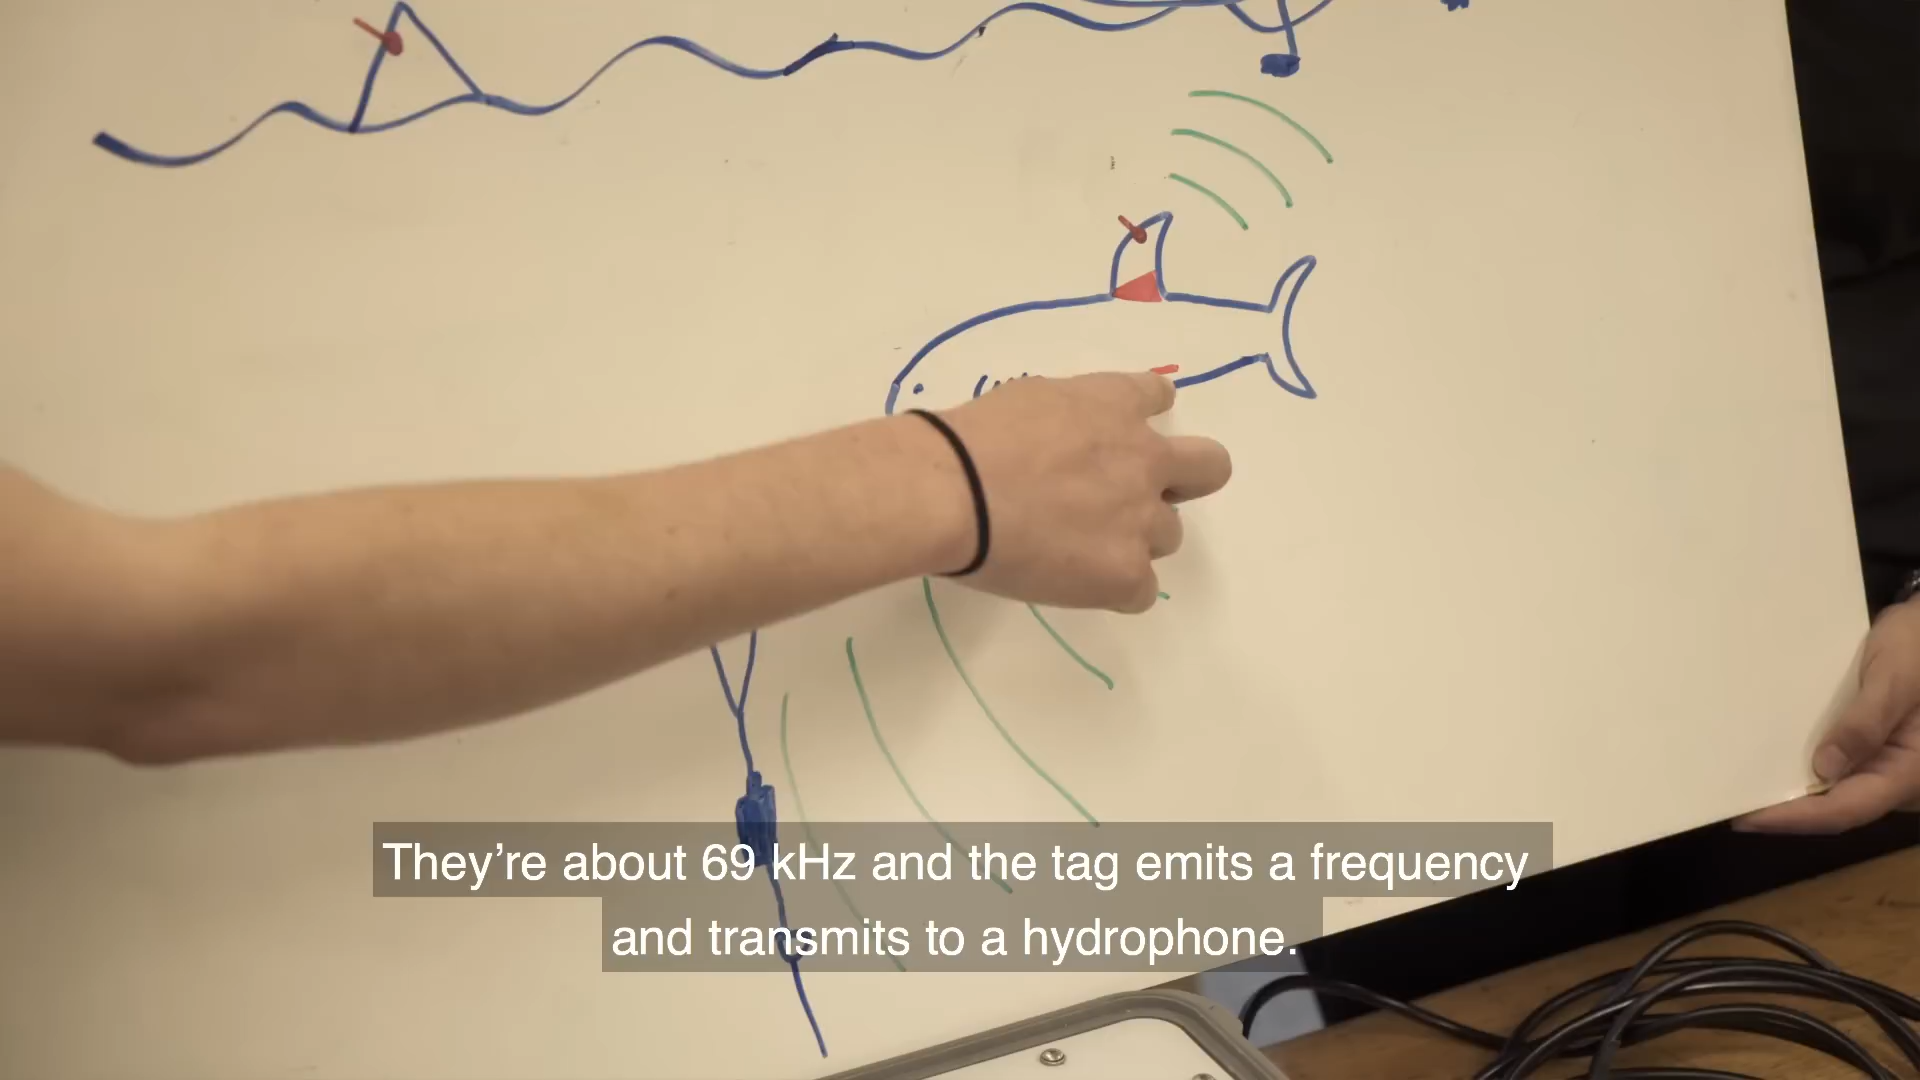 They’re about 69 kHz and the tag emits a frequency
and transmits to a hydrophone.